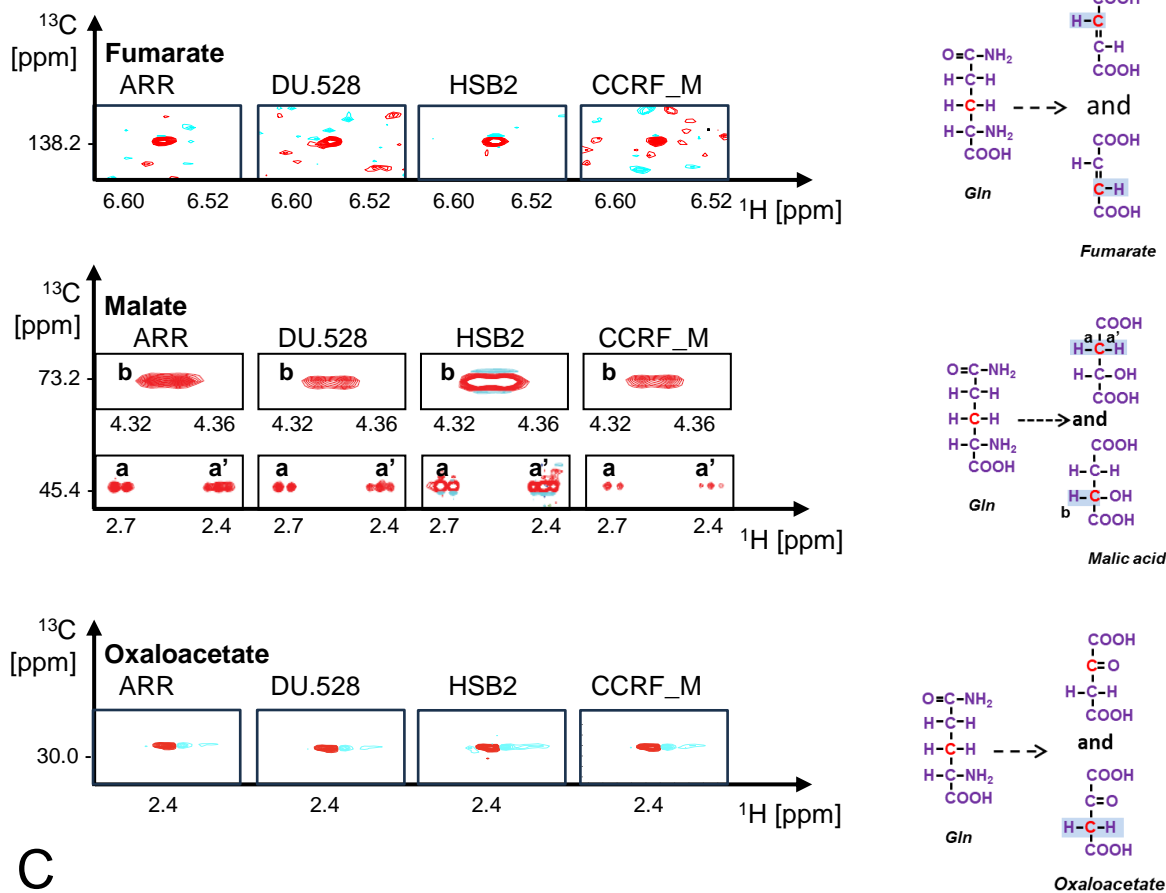 ¹³C
[ppm]
Fumarate
ARR DU.528 HSB2 CCRF_M
138.2
6.60 6.52 6.60 6.52 6.60 6.52 6.60 6.52
¹H [ppm]
O=C-NH₂
H-C-H
H-C-H
H-C-NH₂
COOH
Gln
COOH
H-C
C-H
COOH
and
COOH
H-C
C-H
COOH
Fumarate
¹³C
[ppm]
Malate
ARR DU.528 HSB2 CCRF_M
73.2
b b b b
4.32 4.36 4.32 4.36 4.32 4.36 4.32 4.36
45.4
a a' a a' a a' a a'
2.7 2.4 2.7 2.4 2.7 2.4 2.7 2.4
¹H [ppm]
O=C-NH₂
H-C-H
H-C-H
H-C-NH₂
COOH
Gln
COOH
a a'
H-C-H
H-C-OH
COOH
and
COOH
H-C-H
H-C-OH
b
COOH
Malic acid
¹³C
[ppm]
Oxaloacetate
ARR DU.528 HSB2 CCRF_M
30.0
2.4 2.4 2.4 2.4
¹H [ppm]
O=C-NH₂
H-C-H
H-C-H
H-C-NH₂
COOH
Gln
COOH
C=O
H-C-H
COOH
and
COOH
C=O
H-C-H
COOH
Oxaloacetate
C